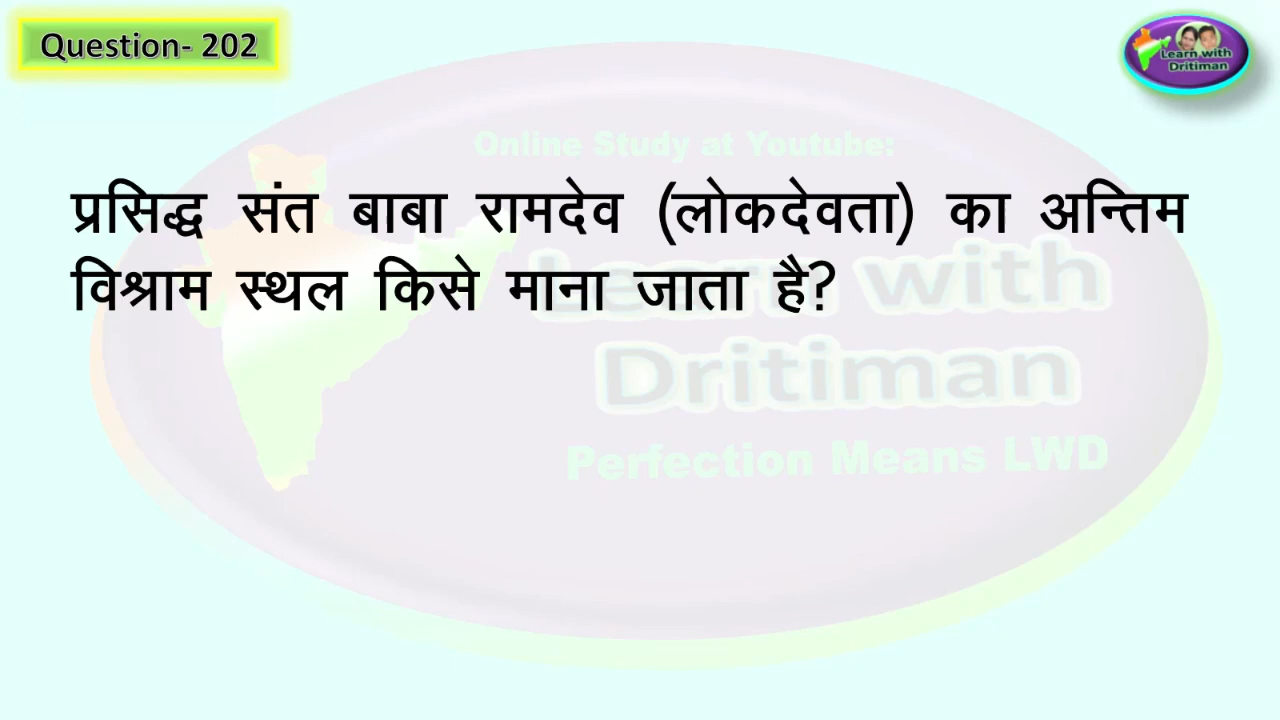 Question- 202
Learn with
Dritiman
Online Study at Youtube:
प्रसिद्ध संत बाबा रामदेव (लोकदेवता) का अन्तिम
विश्राम स्थल किसे माना जाता है?
Learn with
Dritiman
Perfection Means LWD